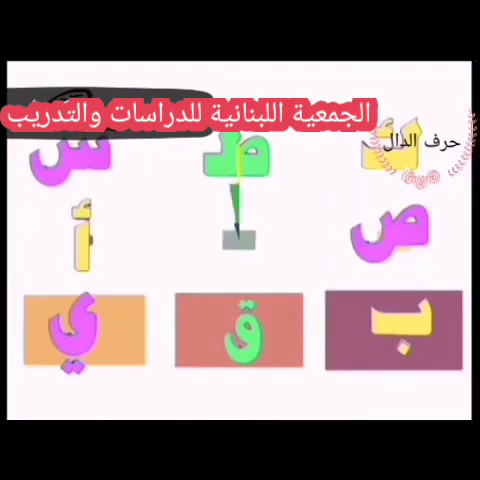 الجمعية اللبنانية للدراسات والتدريب
حرف الدال
س ط
أ ص
ي ق ب